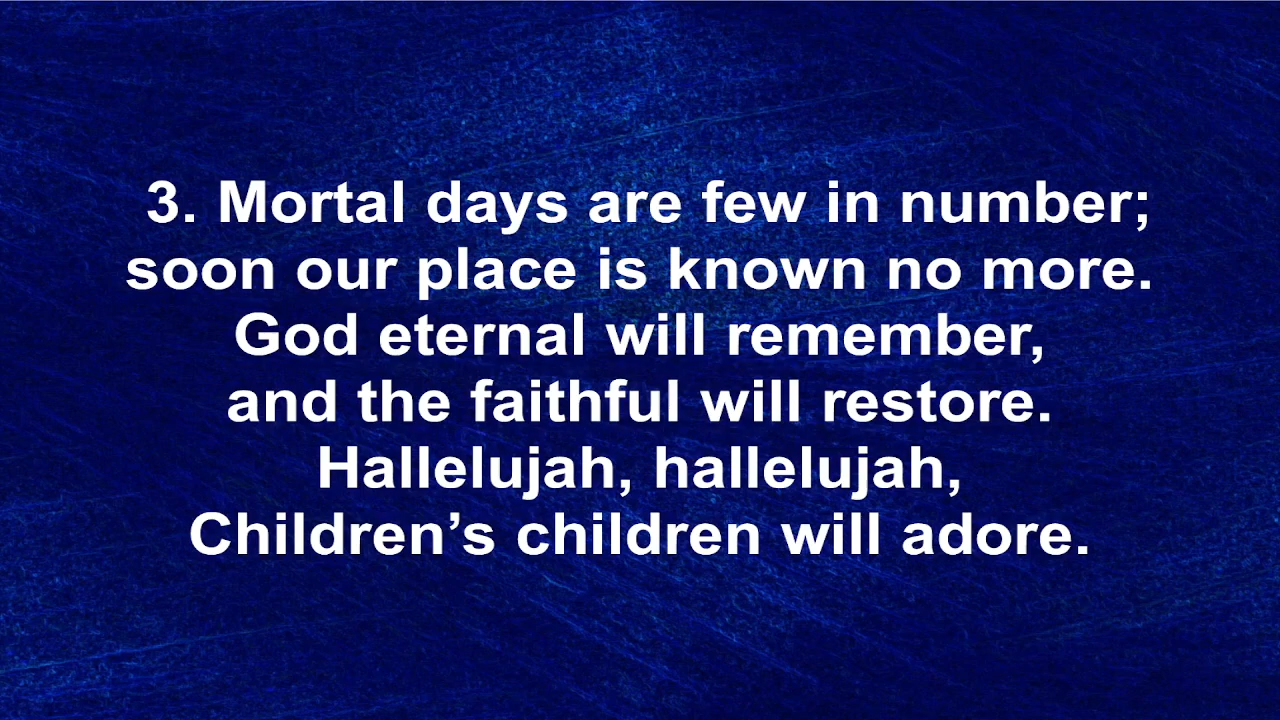 3. Mortal days are few in number;
soon our place is known no more.
God eternal will remember,
and the faithful will restore.
Hallelujah, hallelujah,
Children’s children will adore.